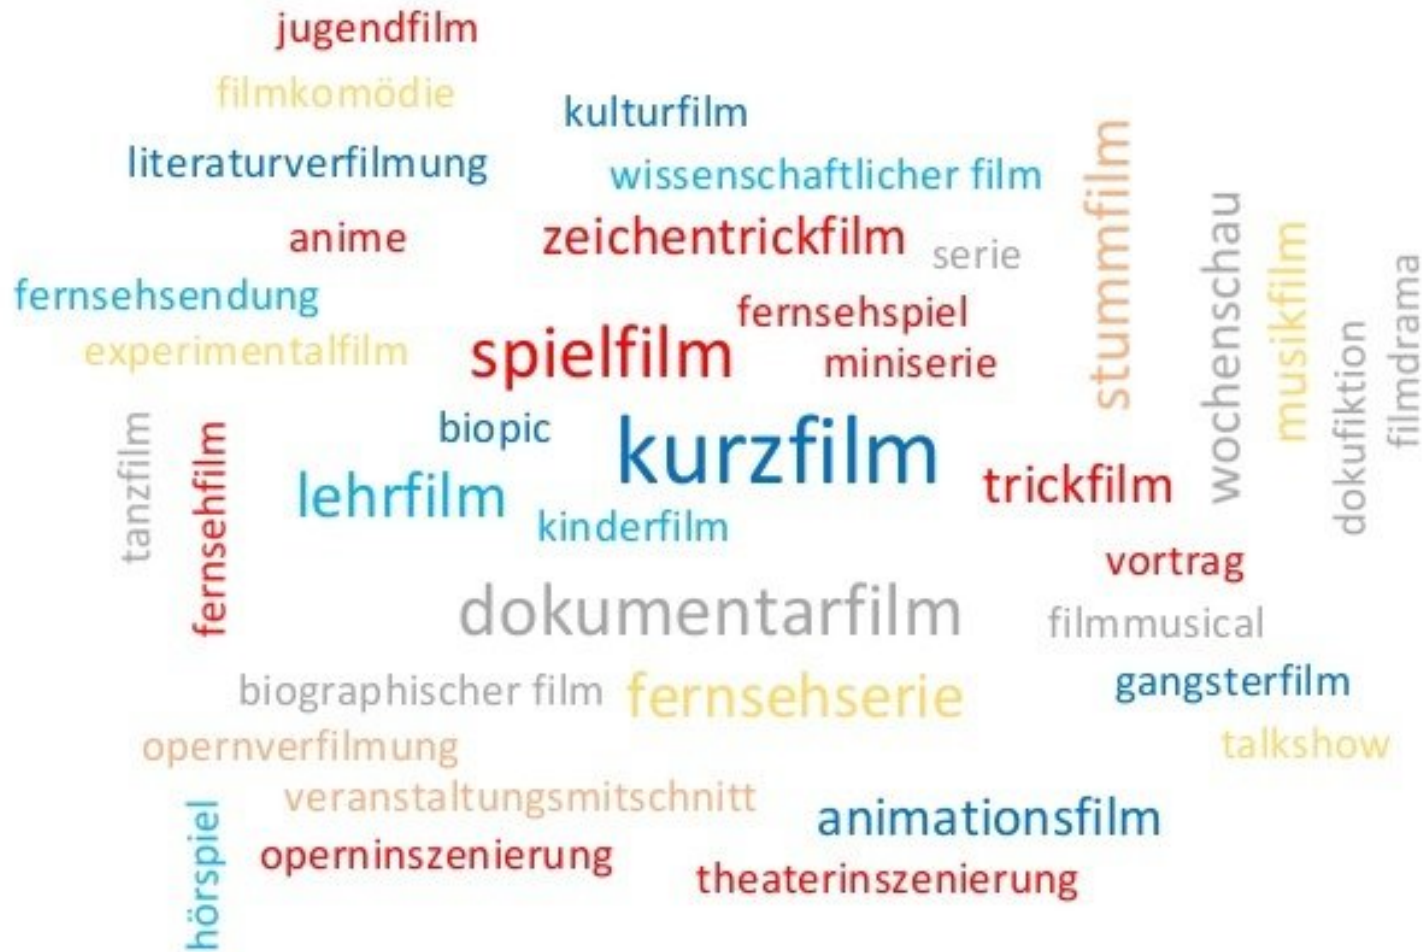 jugendfilm
filmkomödie
kulturfilm
literaturverfilmung
wissenschaftlicher film
stummfilm
anime
zeichentrickfilm
serie
wochenschau
musikfilm
filmdrama
fernsehsendung
fernsehspiel
experimentalfilm
spielfilm
miniserie
dokufiktion
biopic
kurzfilm
tanzfilm
fernsehfilm
lehrfilm
trickfilm
kinderfilm
vortrag
dokumentarfilm
filmmusical
biographischer film
fernsehserie
gangsterfilm
opernverfilmung
talkshow
veranstaltungsmitschnitt
animationsfilm
hörspiel
operninszenierung
theaterinszenierung